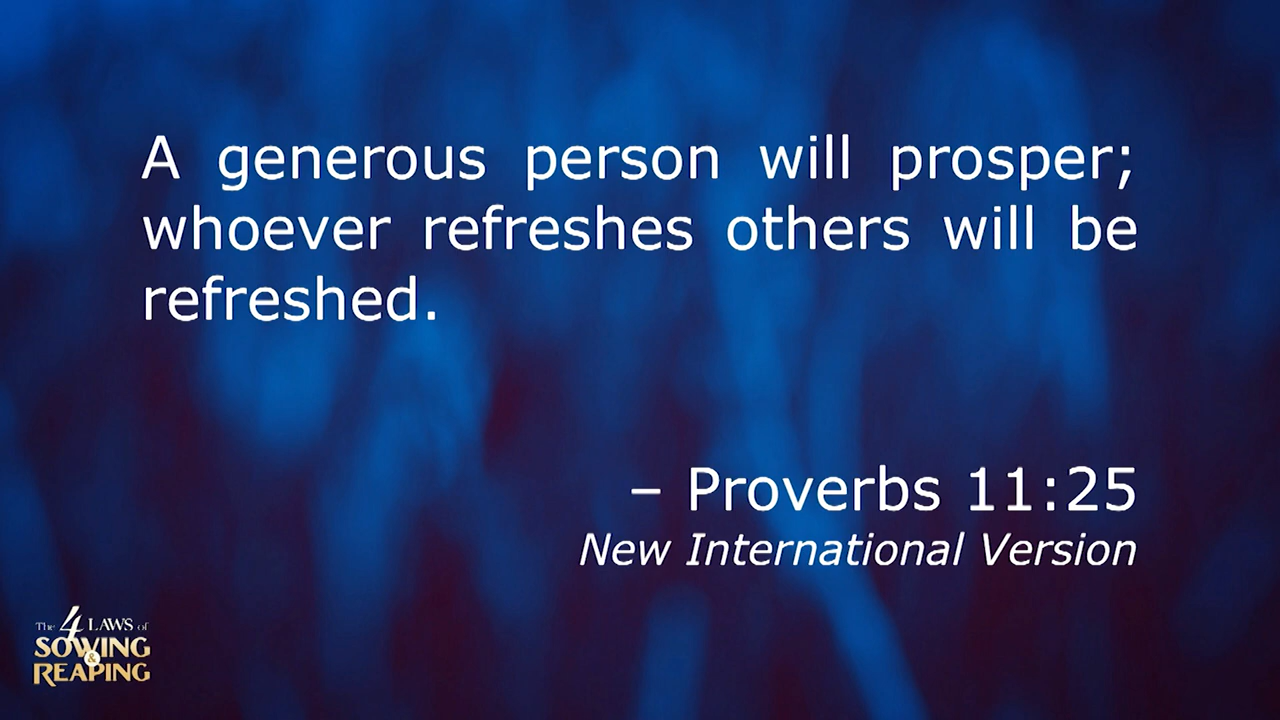 A generous person will prosper;
whoever refreshes others will be
refreshed.
– Proverbs 11:25
New International Version
The 4 LAWS of
SOWING
&
REAPING